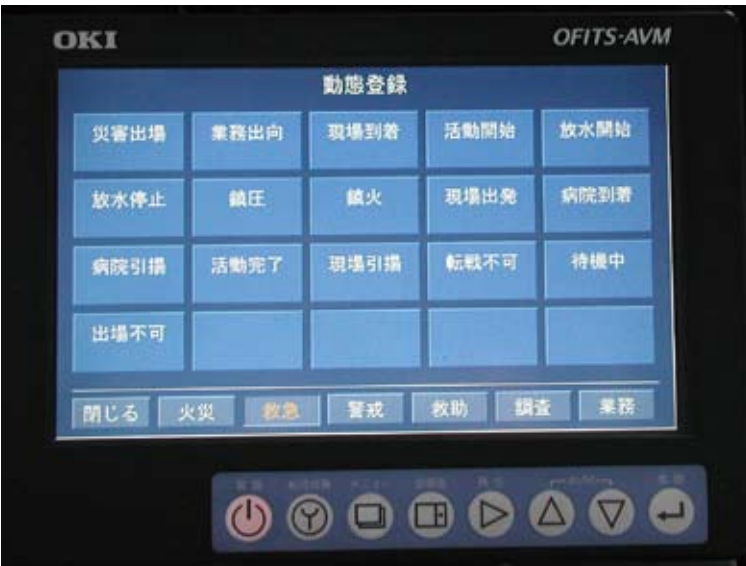 OKI OFITS-AVM
動態登録
災害出場 業務出向 現場到着 活動開始 放水開始
放水停止 鎮圧 鎮火 現場出発 病院到着
病院引揚 活動完了 現場引揚 転戦不可 待機中
出場不可
閉じる 火災 救急 警戒 救助 調査 業務